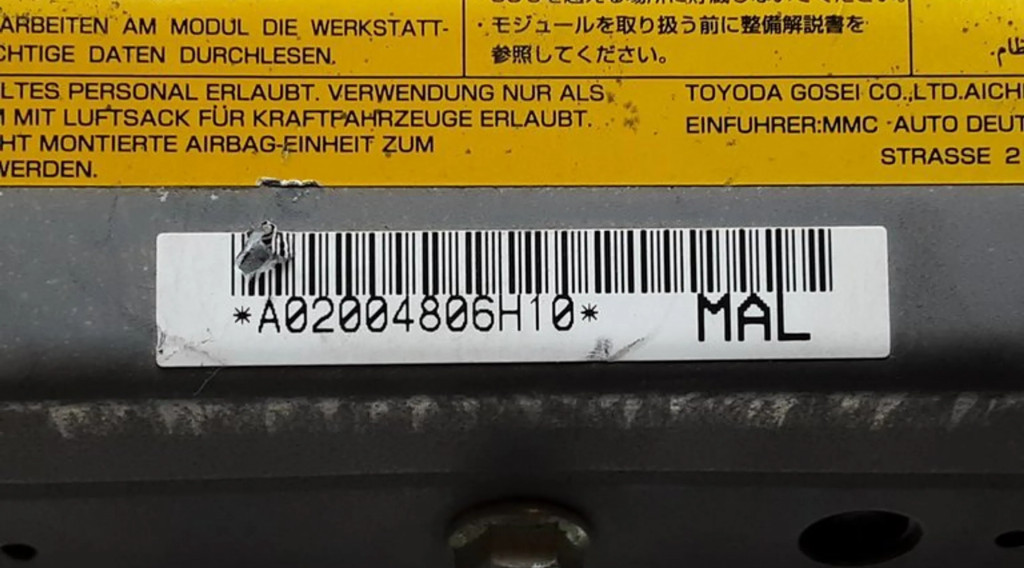 ARBEITEN AM MODUL DIE WERKSTATT-
CHTIGE DATEN DURCHLESEN.
モジュールを取り扱う前に整備解説書を
参照してください。
LTES PERSONAL ERLAUBT. VERWENDUNG NUR ALS
M MIT LUFTSACK FÜR KRAFTFAHRZEUGE ERLAUBT.
HT MONTIERTE AIRBAG-EINHEIT ZUM
WERDEN.
TOYODA GOSEI CO.,LTD.AICHI
EINFUHRER:MMC AUTO DEUT
STRASSE 2
*A02004806H10* MAL